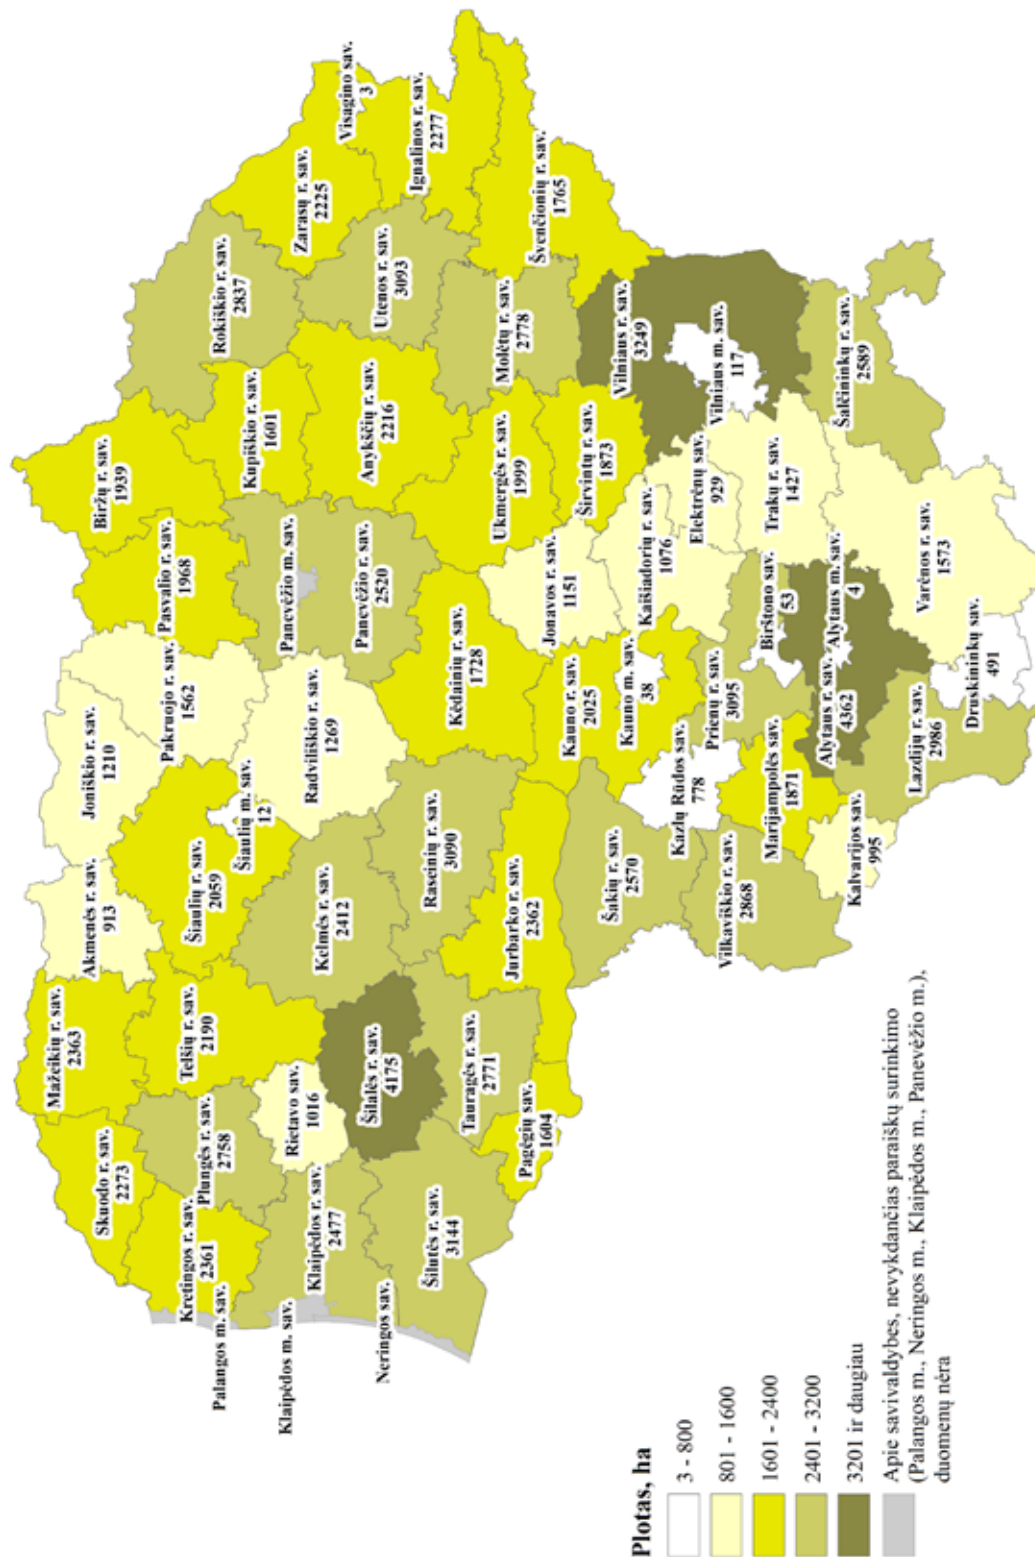 Skuodo r. sav.
2273
Mažeikių r. sav.
2363
Akmenės r. sav.
913
Joniškio r. sav.
1210
Pakruojo r. sav.
1562
Pasvalio r. sav.
1968
Biržų r. sav.
1939
Rokiškio r. sav.
2837
Kretingos r. sav.
2361
Palangos m. sav.
Plungės r. sav.
2758
Telšių r. sav.
2190
Šiaulių r. sav.
2059
Šiaulių m. sav.
12
Radviliškio r. sav.
1269
Panevėžio m. sav.
Panevėžio r. sav.
2520
Kupiškio r. sav.
1601
Zarasų r. sav.
2225
Visagino sav.
3
Ignalinos r. sav.
2277
Utenos r. sav.
3093
Anykščių r. sav.
2216
Klaipėdos m. sav.
Klaipėdos r. sav.
2477
Rietavo sav.
1016
Kelmės r. sav.
2412
Neringos sav.
Šilutės r. sav.
3144
Šilalės r. sav.
4175
Raseinių r. sav.
3090
Kėdainių r. sav.
1728
Ukmergės r. sav.
1999
Molėtų r. sav.
2778
Švenčionių r. sav.
1765
Tauragės r. sav.
2771
Pagėgių sav.
1604
Jurbarko r. sav.
2362
Kauno r. sav.
2025
Kauno m. sav.
38
Jonavos r. sav.
1151
Širvintų r. sav.
1873
Vilniaus r. sav.
3249
Vilniaus m. sav.
117
Šakių r. sav.
2570
Kazlų Rūdos sav.
778
Prienų r. sav.
3095
Kaišiadorių r. sav.
1076
Elektrėnų sav.
929
Trakų r. sav.
1427
Birštono sav.
53
Vilkaviškio r. sav.
2868
Marijampolės sav.
1871
Alytaus r. sav.
4362
Alytaus m. sav.
4
Šalčininkų r. sav.
2589
Kalvarijos sav.
995
Lazdijų r. sav.
2986
Varėnos r. sav.
1573
Druskininkų sav.
491
Plotas, ha
3 - 800
801 - 1600
1601 - 2400
2401 - 3200
3201 ir daugiau
Apie savivaldybes, nevykdančias paraiškų surinkimo
(Palangos m., Neringos m., Klaipėdos m., Panevėžio m.),
duomenų nėra